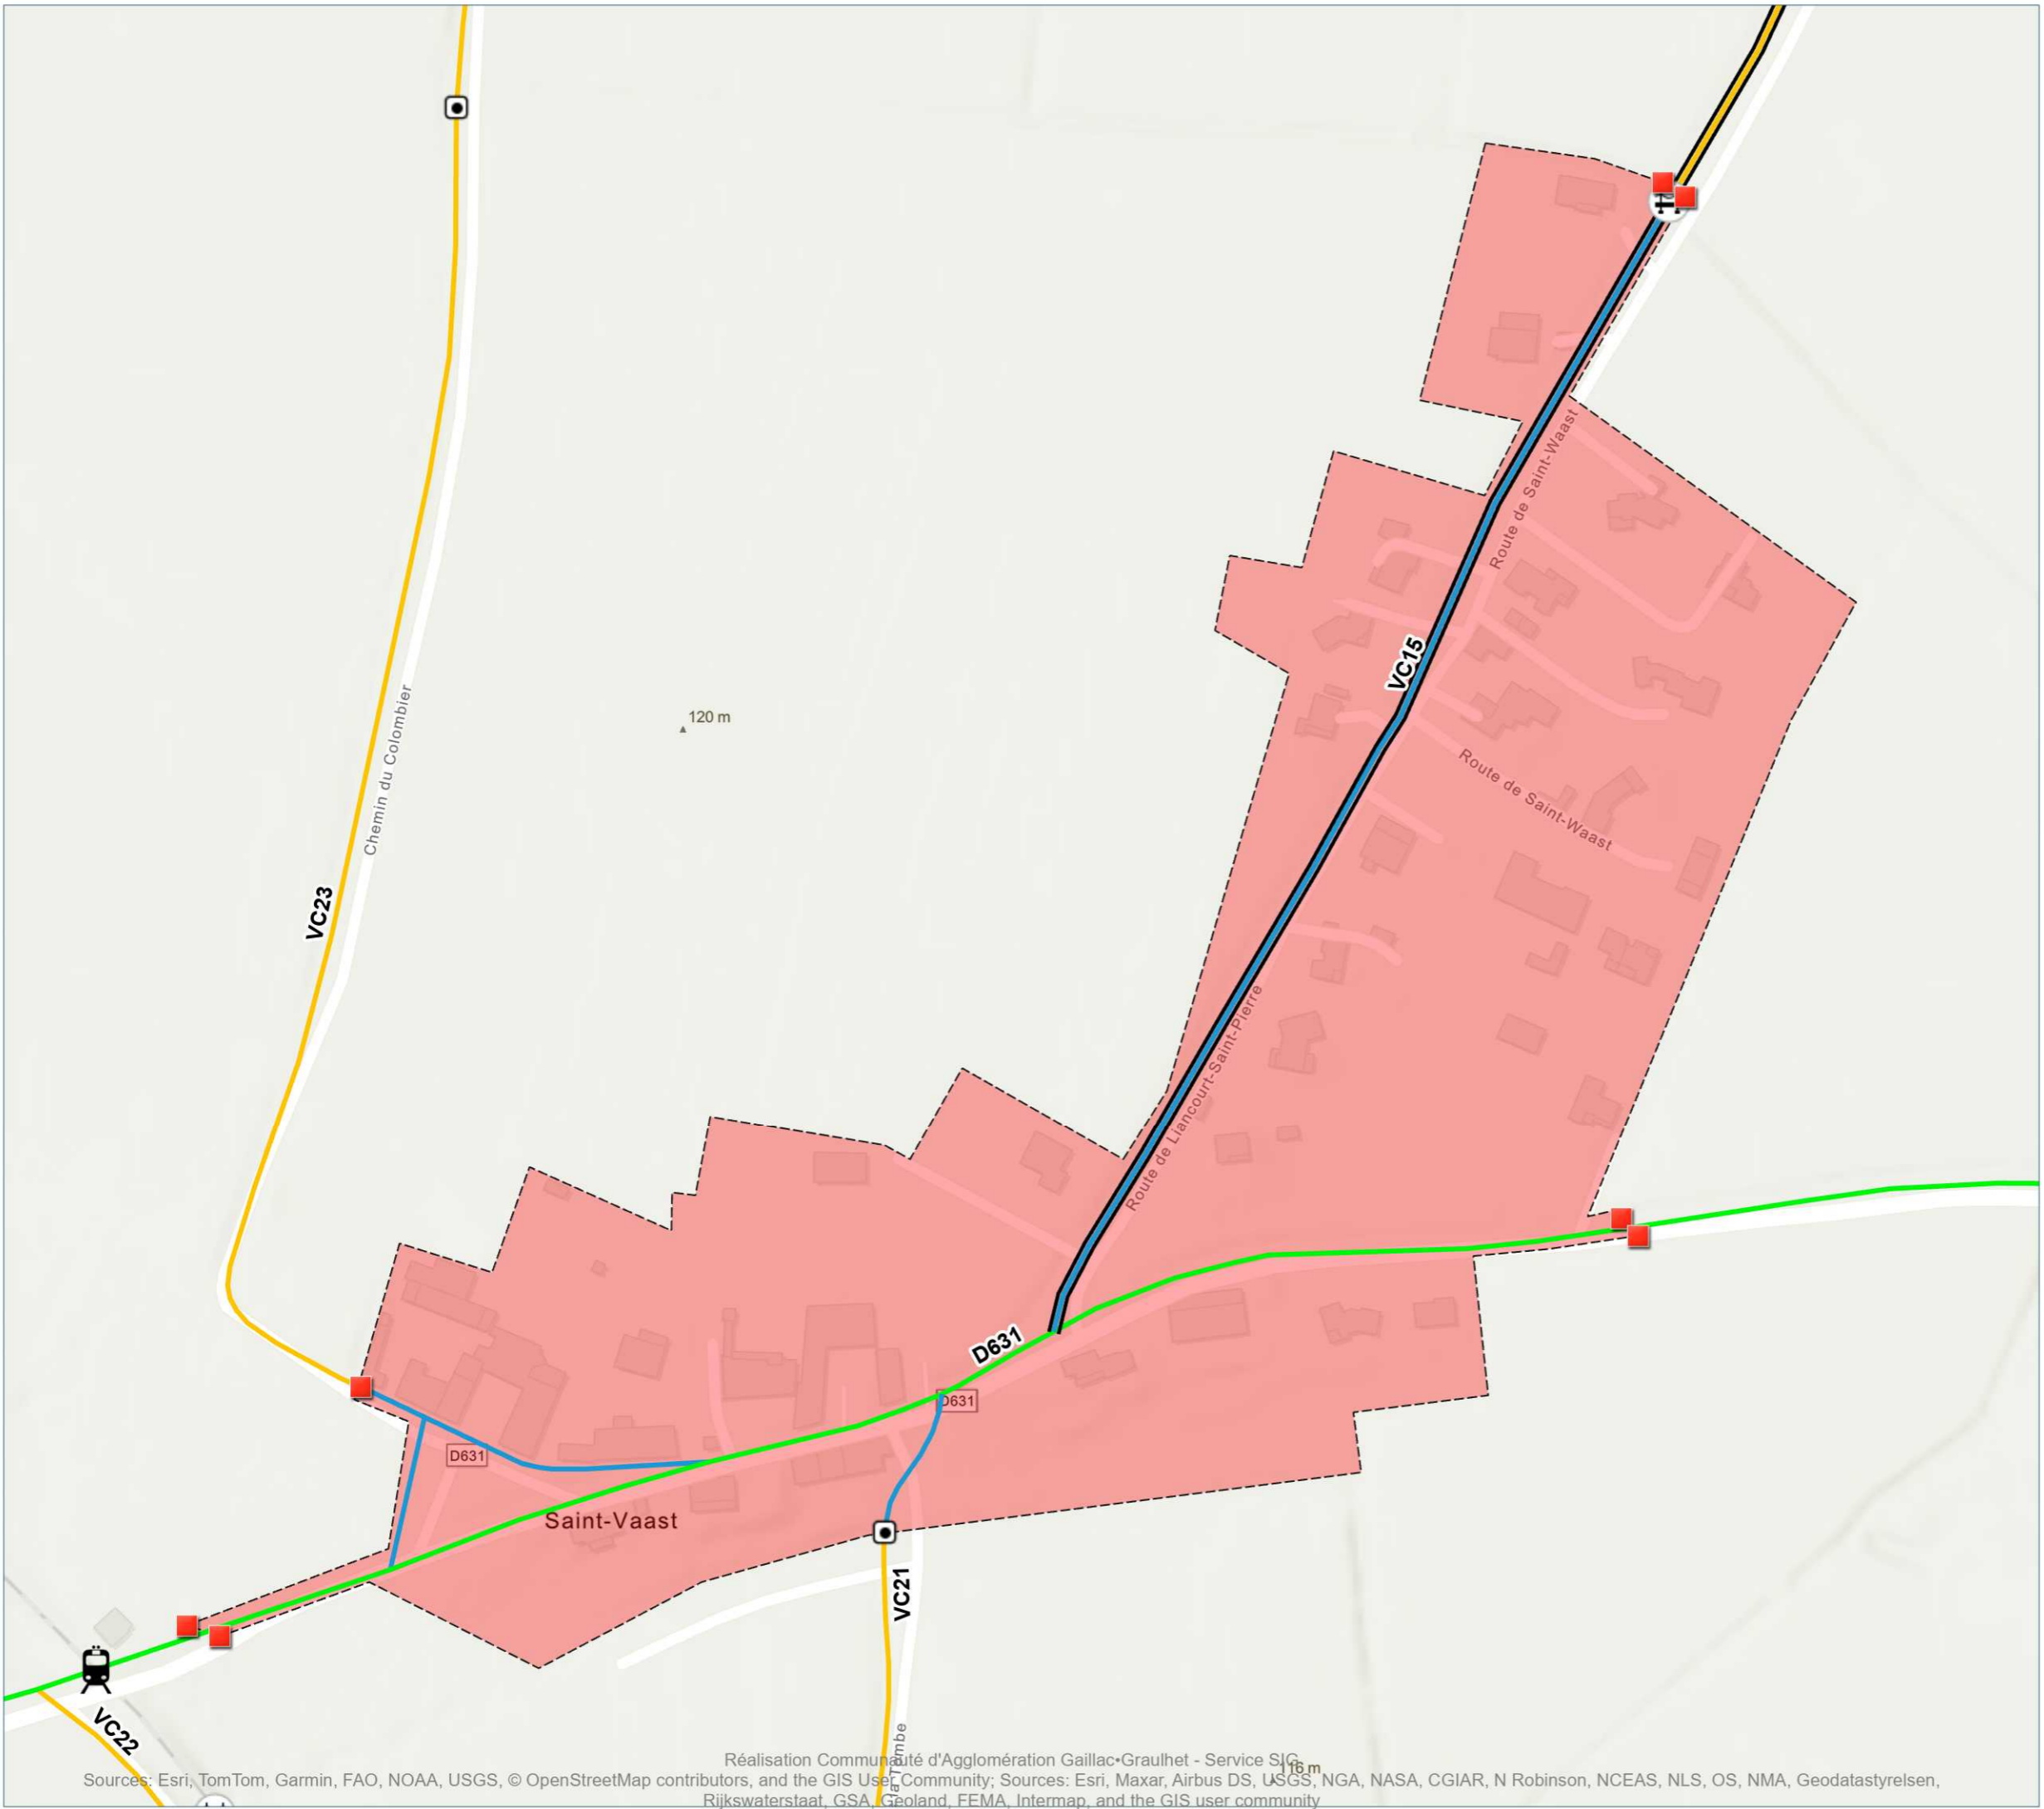 Route de Saint-Waast
VC15
Chemin du Colombier
120 m
Route de Saint-Waast
VC23
Route de Liancourt-Saint-Pierre
D631
D631
D631
Saint-Vaast
VC21
VC22
la Tombe
Réalisation Communauté d'Agglomération Gaillac•Graulhet - Service SIG
116 m
Sources: Esri, TomTom, Garmin, FAO, NOAA, USGS, © OpenStreetMap contributors, and the GIS User Community; Sources: Esri, Maxar, Airbus DS, USGS, NGA, NASA, CGIAR, N Robinson, NCEAS, NLS, OS, NMA, Geodatastyrelsen,
Rijkswaterstaat, GSA, Geoland, FEMA, Intermap, and the GIS user community